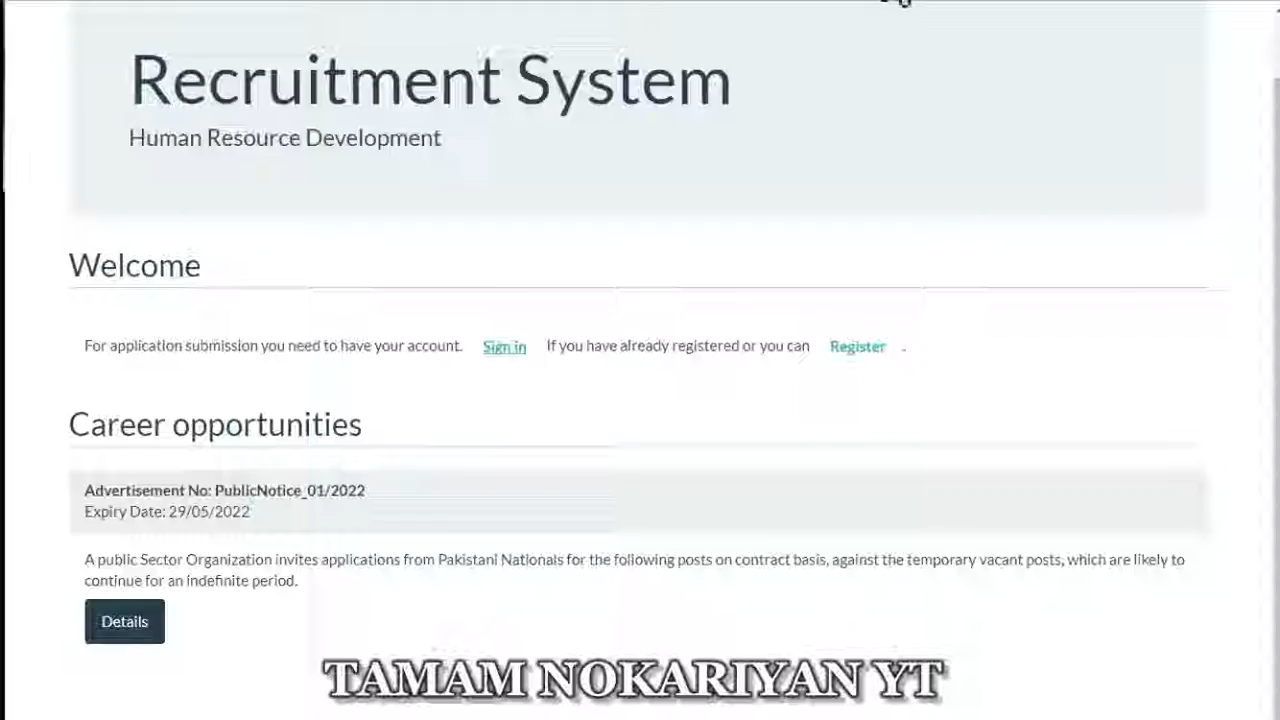 Recruitment System
Human Resource Development
Welcome
For application submission you need to have your account. Sign in If you have already registered or you can Register .
Career opportunities
Advertisement No: PublicNotice_01/2022
Expiry Date: 29/05/2022
A public Sector Organization invites applications from Pakistani Nationals for the following posts on contract basis, against the temporary vacant posts, which are likely to
continue for an indefinite period.
Details
TAMAM NOKARIYAN YT